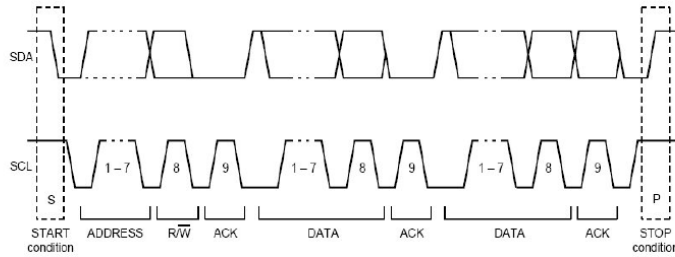 SDA
SCL
1 – 7 8 9 1 – 7 8 9 1 – 7 8 9
S P
START condition ADDRESS R/W̅ ACK DATA ACK DATA ACK STOP condition